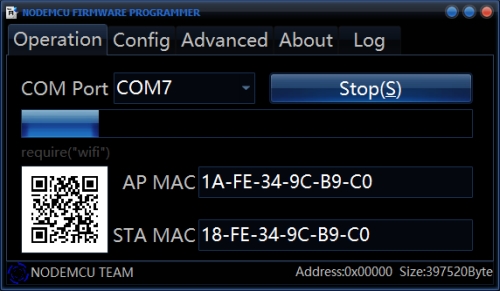 NODEMCU FIRMWARE PROGRAMMER
Operation Config Advanced About Log
COM Port COM7 Stop(S)
require("wifi")
AP MAC 1A-FE-34-9C-B9-C0
STA MAC 18-FE-34-9C-B9-C0
NODEMCU TEAM Address:0x00000 Size:397520Byte